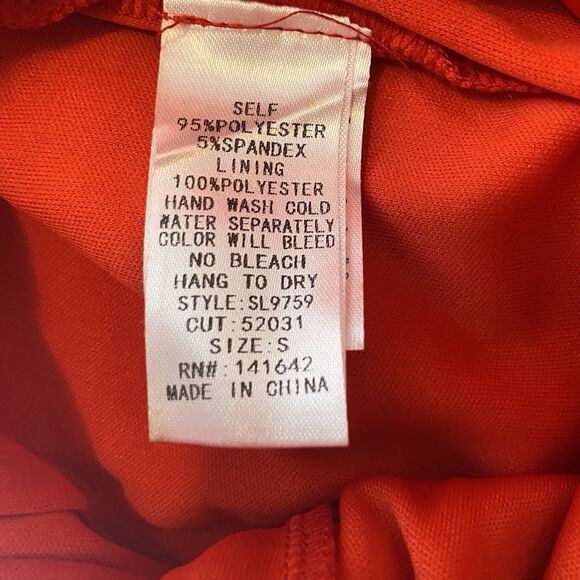 SELF
95%POLYESTER
5%SPANDEX
LINING
100%POLYESTER
HAND WASH COLD
WATER SEPARATELY
COLOR WILL BLEED
NO BLEACH
HANG TO DRY
STYLE:SL9759
CUT:52031
SIZE:S
RN#:141642
MADE IN CHINA